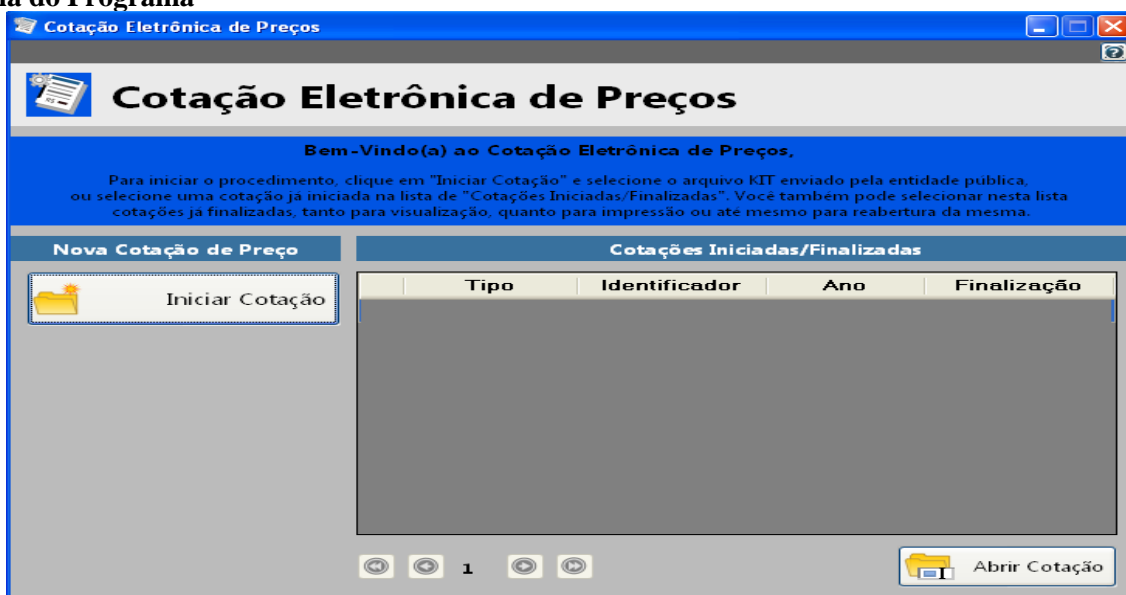 do Programa
Cotação Eletrônica de Preços
Cotação Eletrônica de Preços
Bem-Vindo(a) ao Cotação Eletrônica de Preços,
Para iniciar o procedimento, clique em "Iniciar Cotação" e selecione o arquivo KIT enviado pela entidade pública,
ou selecione uma cotação já iniciada na lista de "Cotações Iniciadas/Finalizadas". Você também pode selecionar nesta lista
cotações já finalizadas, tanto para visualização, quanto para impressão ou até mesmo para reabertura da mesma.
Nova Cotação de Preço
Cotações Iniciadas/Finalizadas
Iniciar Cotação
Tipo Identificador Ano Finalização
1
Abrir Cotação